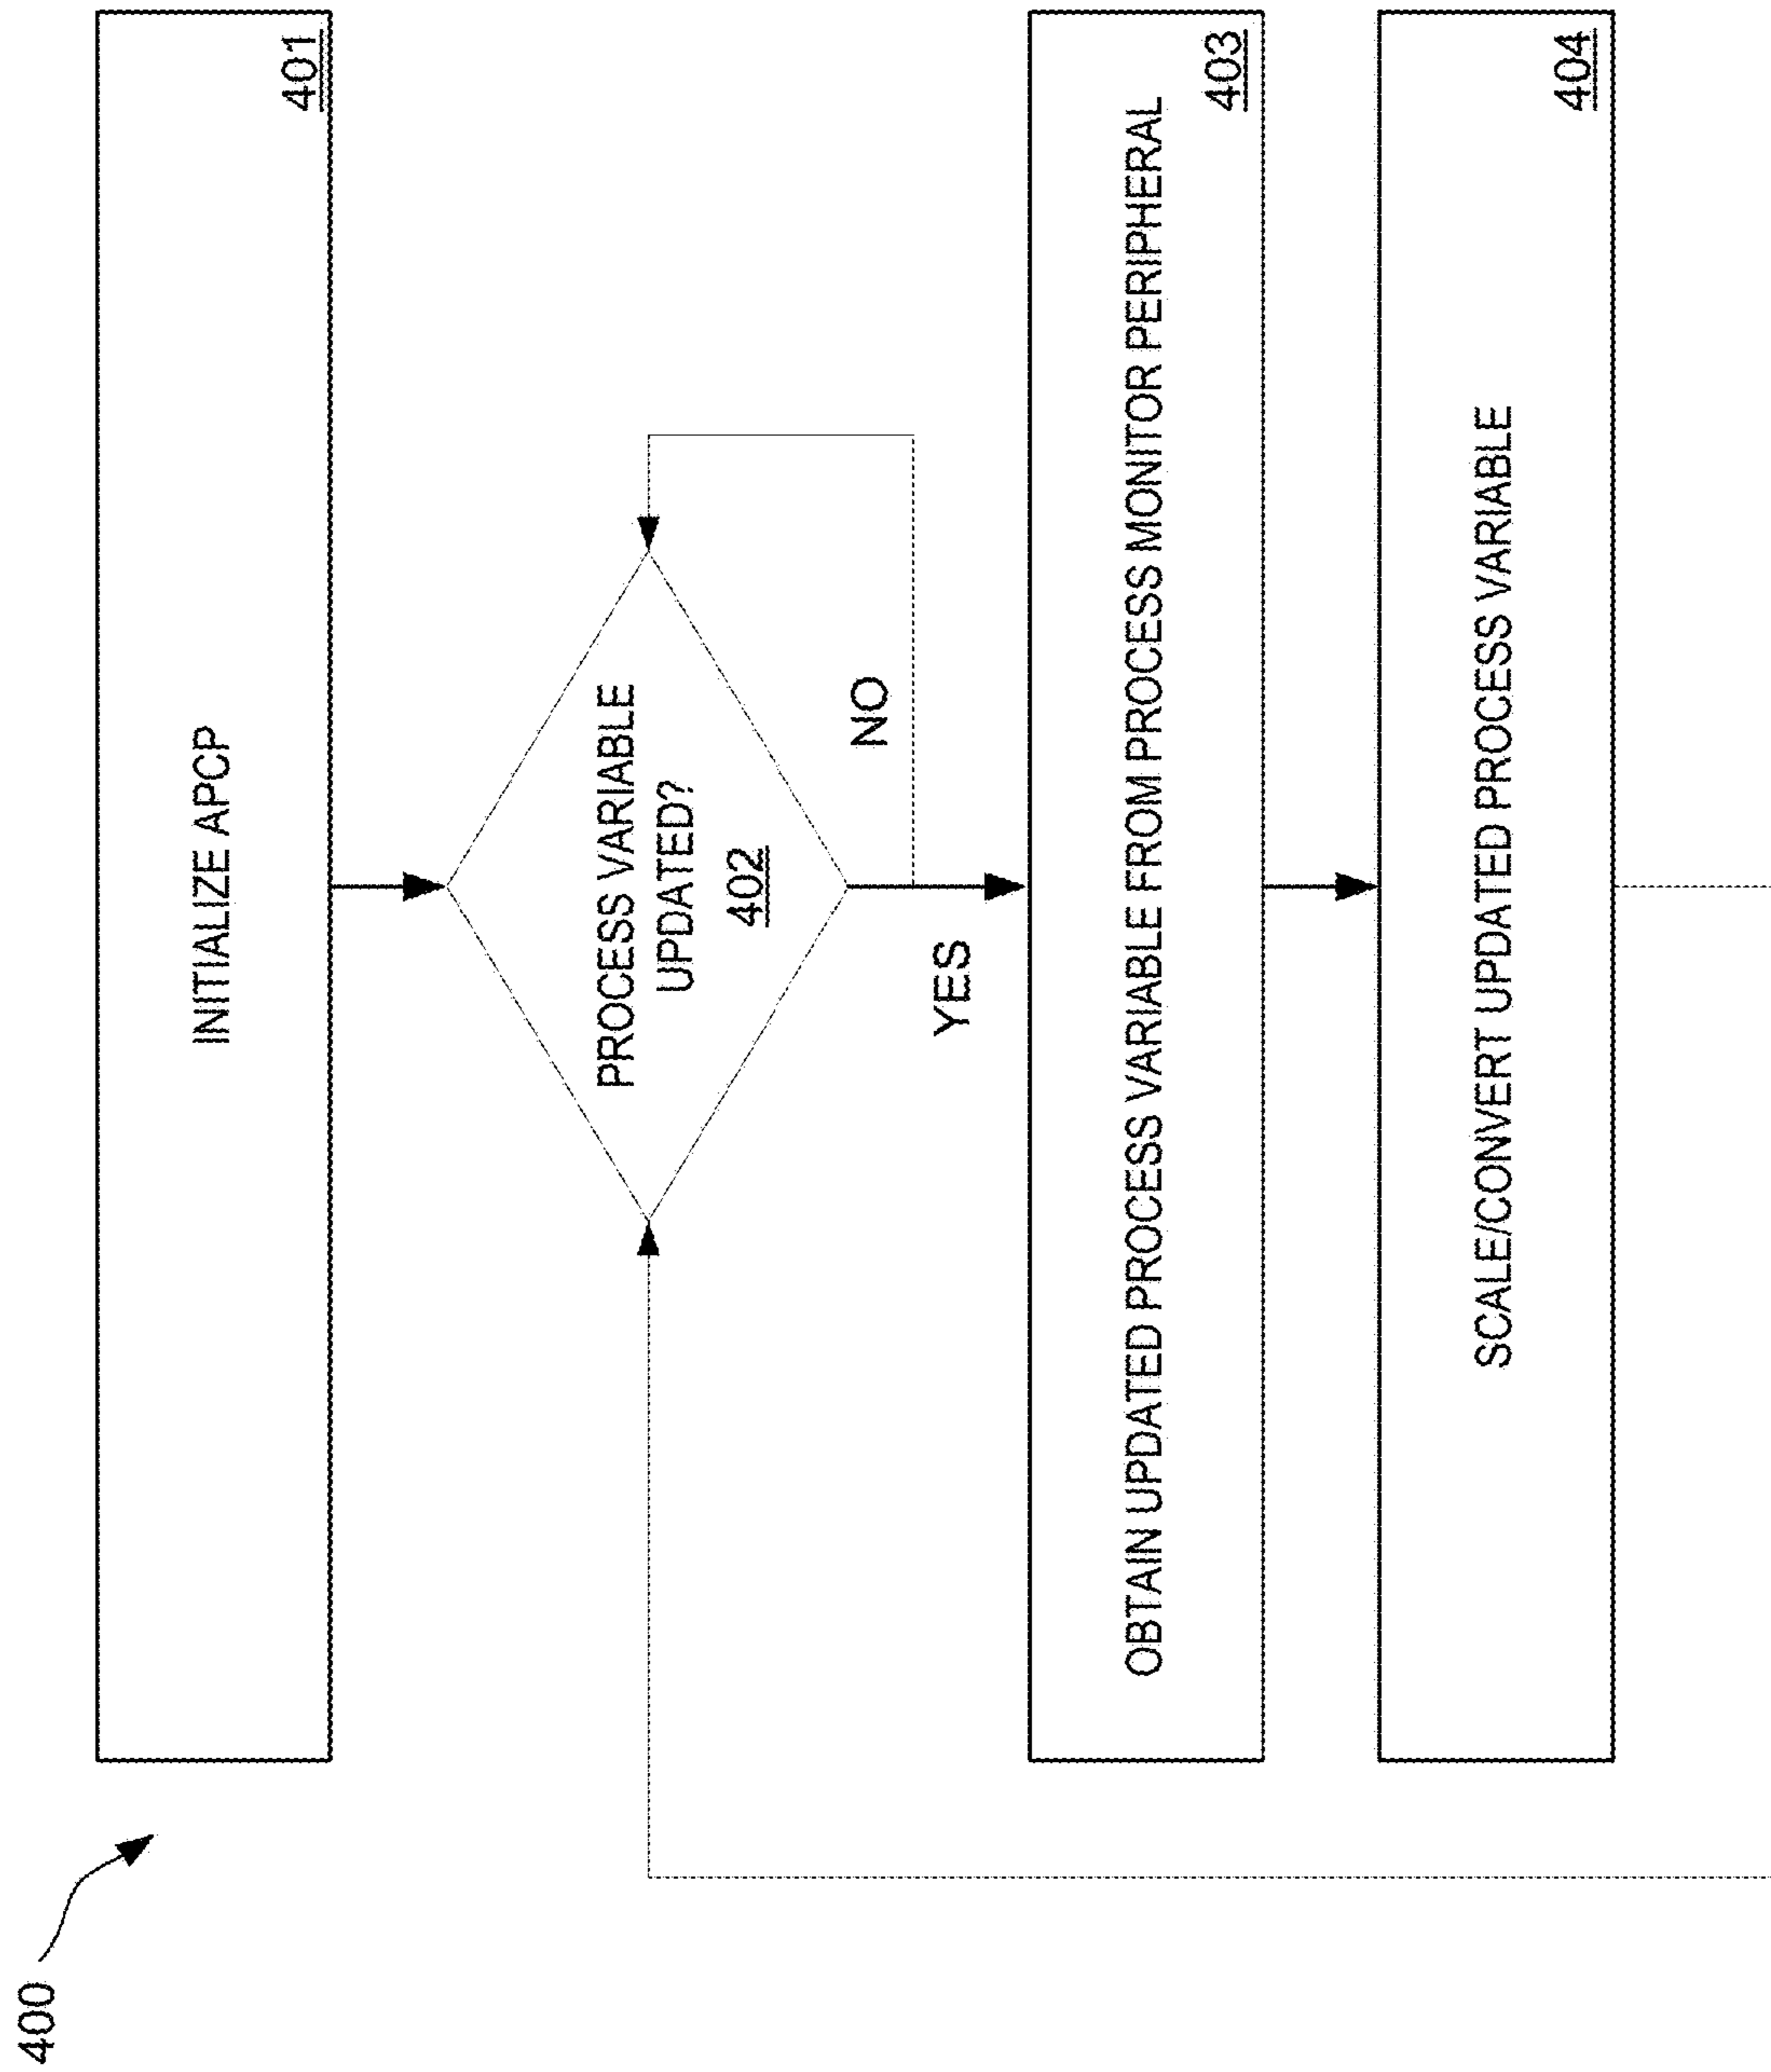 400
INITIALIZE APCP
401
PROCESS VARIABLE
UPDATED?
402
NO
YES
OBTAIN UPDATED PROCESS VARIABLE FROM PROCESS MONITOR PERIPHERAL
403
SCALE/CONVERT UPDATED PROCESS VARIABLE
404